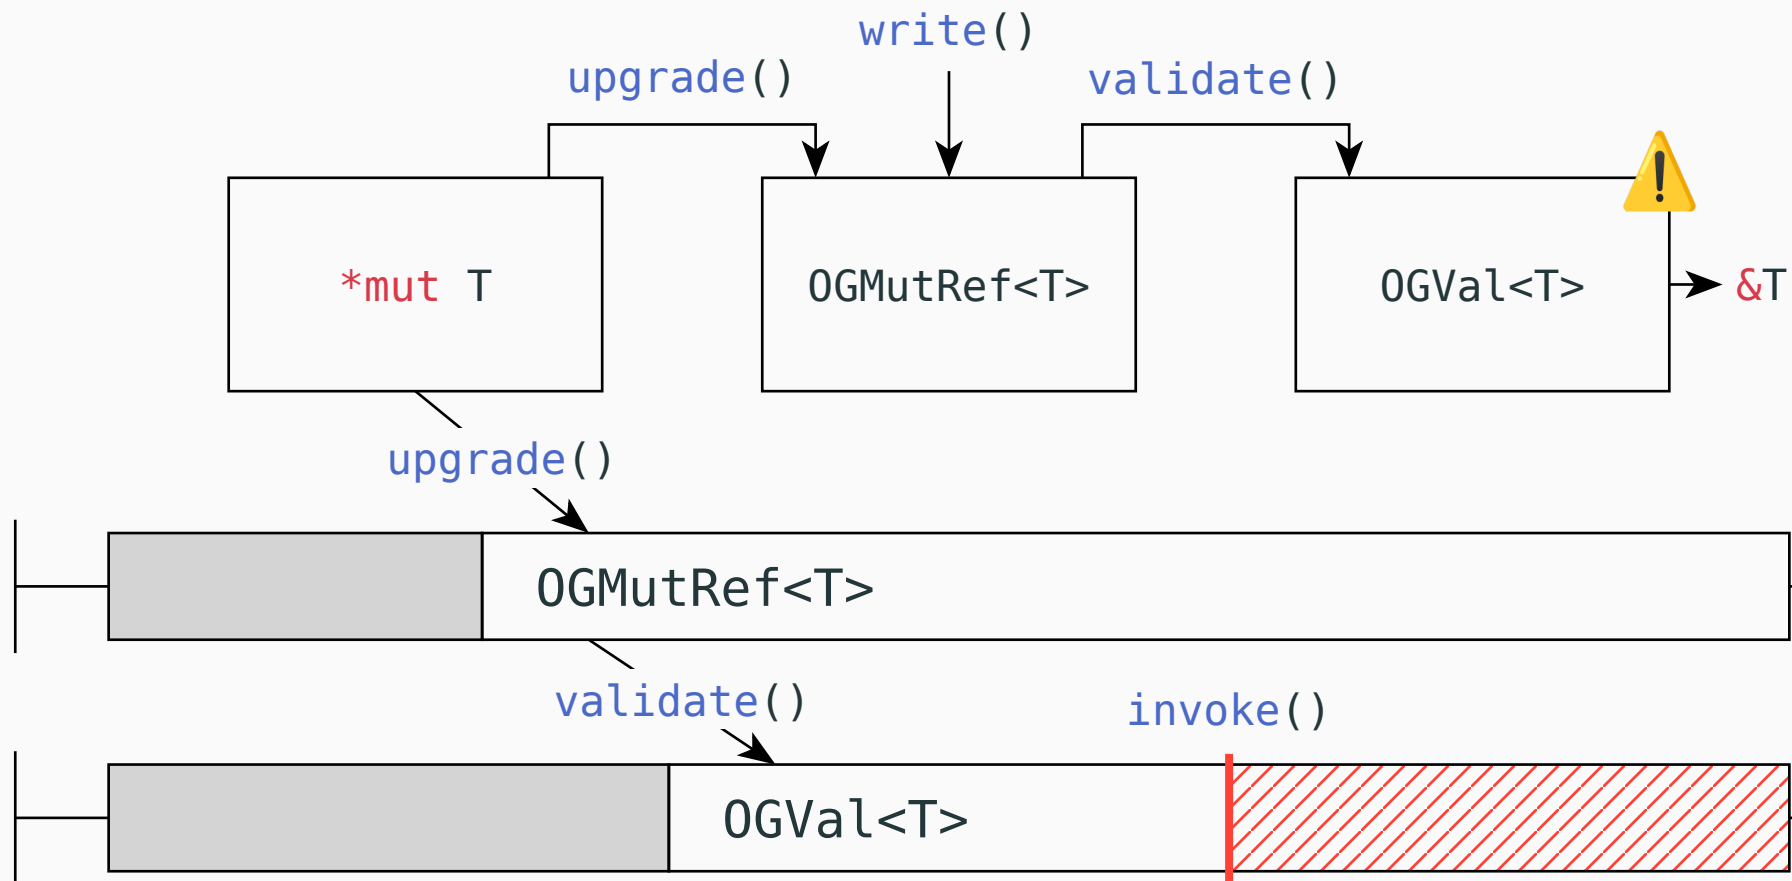 write()
upgrade()
validate()
*mut T
OGMutRef<T>
OGVal<T>
&T
upgrade()
OGMutRef<T>
validate()
invoke()
OGVal<T>